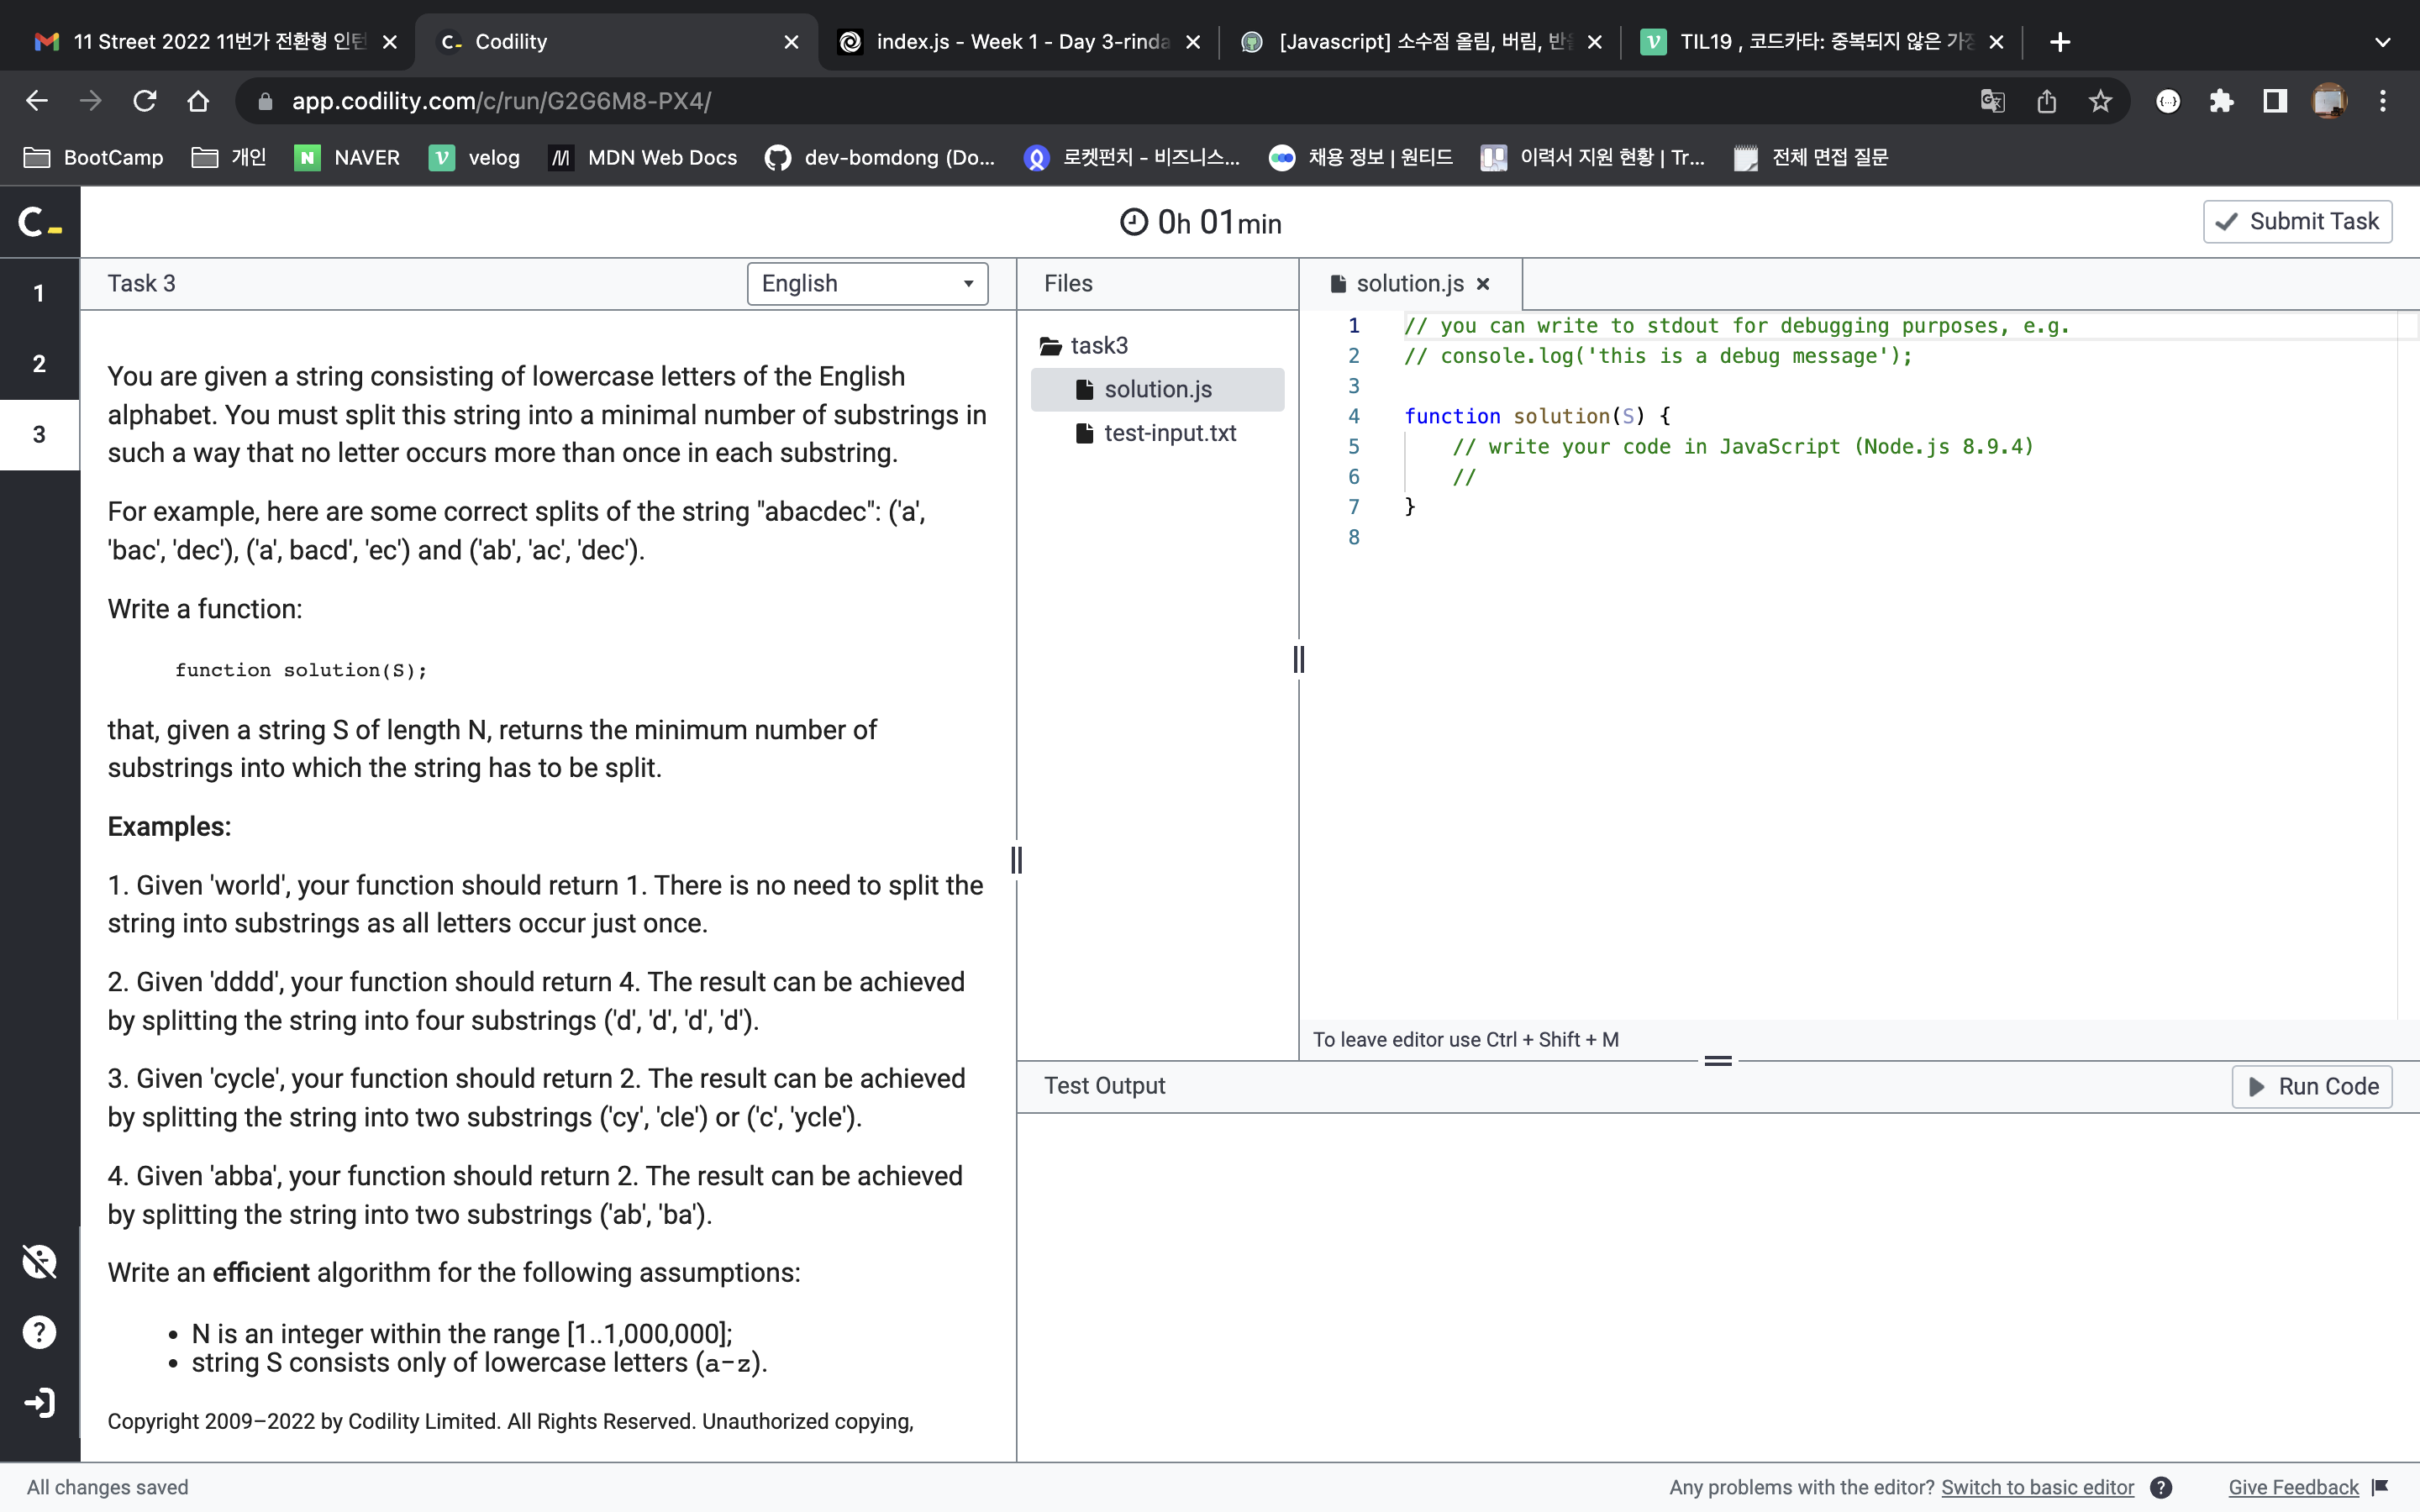 11 Street 2022 11번가 전환형 인턴
Codility
index.js - Week 1 - Day 3-rinda
[Javascript] 소수점 올림, 버림, 반올
TIL19 , 코드카타: 중복되지 않은 가장
app.codility.com/c/run/G2G6M8-PX4/
BootCamp 개인 NAVER velog MDN Web Docs dev-bomdong (Do... 로켓펀치 - 비즈니스... 채용 정보 | 원티드 이력서 지원 현황 | Tr... 전체 면접 질문
0h 01min
Submit Task
1
2
3
Task 3
English
You are given a string consisting of lowercase letters of the English
alphabet. You must split this string into a minimal number of substrings in
such a way that no letter occurs more than once in each substring.
For example, here are some correct splits of the string "abacdec": ('a',
'bac', 'dec'), ('a', bacd', 'ec') and ('ab', 'ac', 'dec').
Write a function:
function solution(S);
that, given a string S of length N, returns the minimum number of
substrings into which the string has to be split.
Examples:
1. Given 'world', your function should return 1. There is no need to split the
string into substrings as all letters occur just once.
2. Given 'dddd', your function should return 4. The result can be achieved
by splitting the string into four substrings ('d', 'd', 'd', 'd').
3. Given 'cycle', your function should return 2. The result can be achieved
by splitting the string into two substrings ('cy', 'cle') or ('c', 'ycle').
4. Given 'abba', your function should return 2. The result can be achieved
by splitting the string into two substrings ('ab', 'ba').
Write an efficient algorithm for the following assumptions:
• N is an integer within the range [1..1,000,000];
• string S consists only of lowercase letters (a-z).
Copyright 2009–2022 by Codility Limited. All Rights Reserved. Unauthorized copying,
Files
task3
solution.js
test-input.txt
solution.js
1 // you can write to stdout for debugging purposes, e.g.
2 // console.log('this is a debug message');
3
4 function solution(S) {
5 // write your code in JavaScript (Node.js 8.9.4)
6 //
7 }
8
To leave editor use Ctrl + Shift + M
Test Output
Run Code
All changes saved
Any problems with the editor? Switch to basic editor
Give Feedback